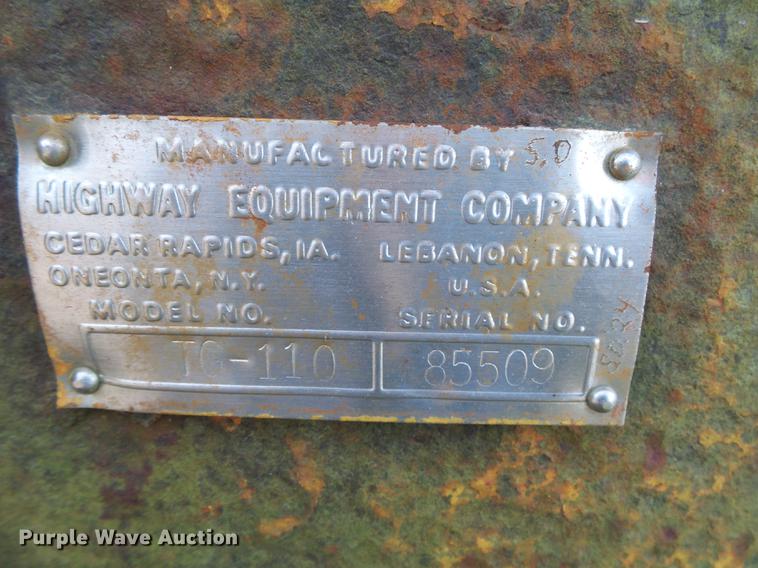 MANUFACTURED BY S.D
HIGHWAY EQUIPMENT COMPANY
CEDAR RAPIDS, IA. LEBANON, TENN.
ONEONTA, N.Y. U.S.A.
MODEL NO. SERIAL NO.
TG-110 85509
Purple Wave Auction